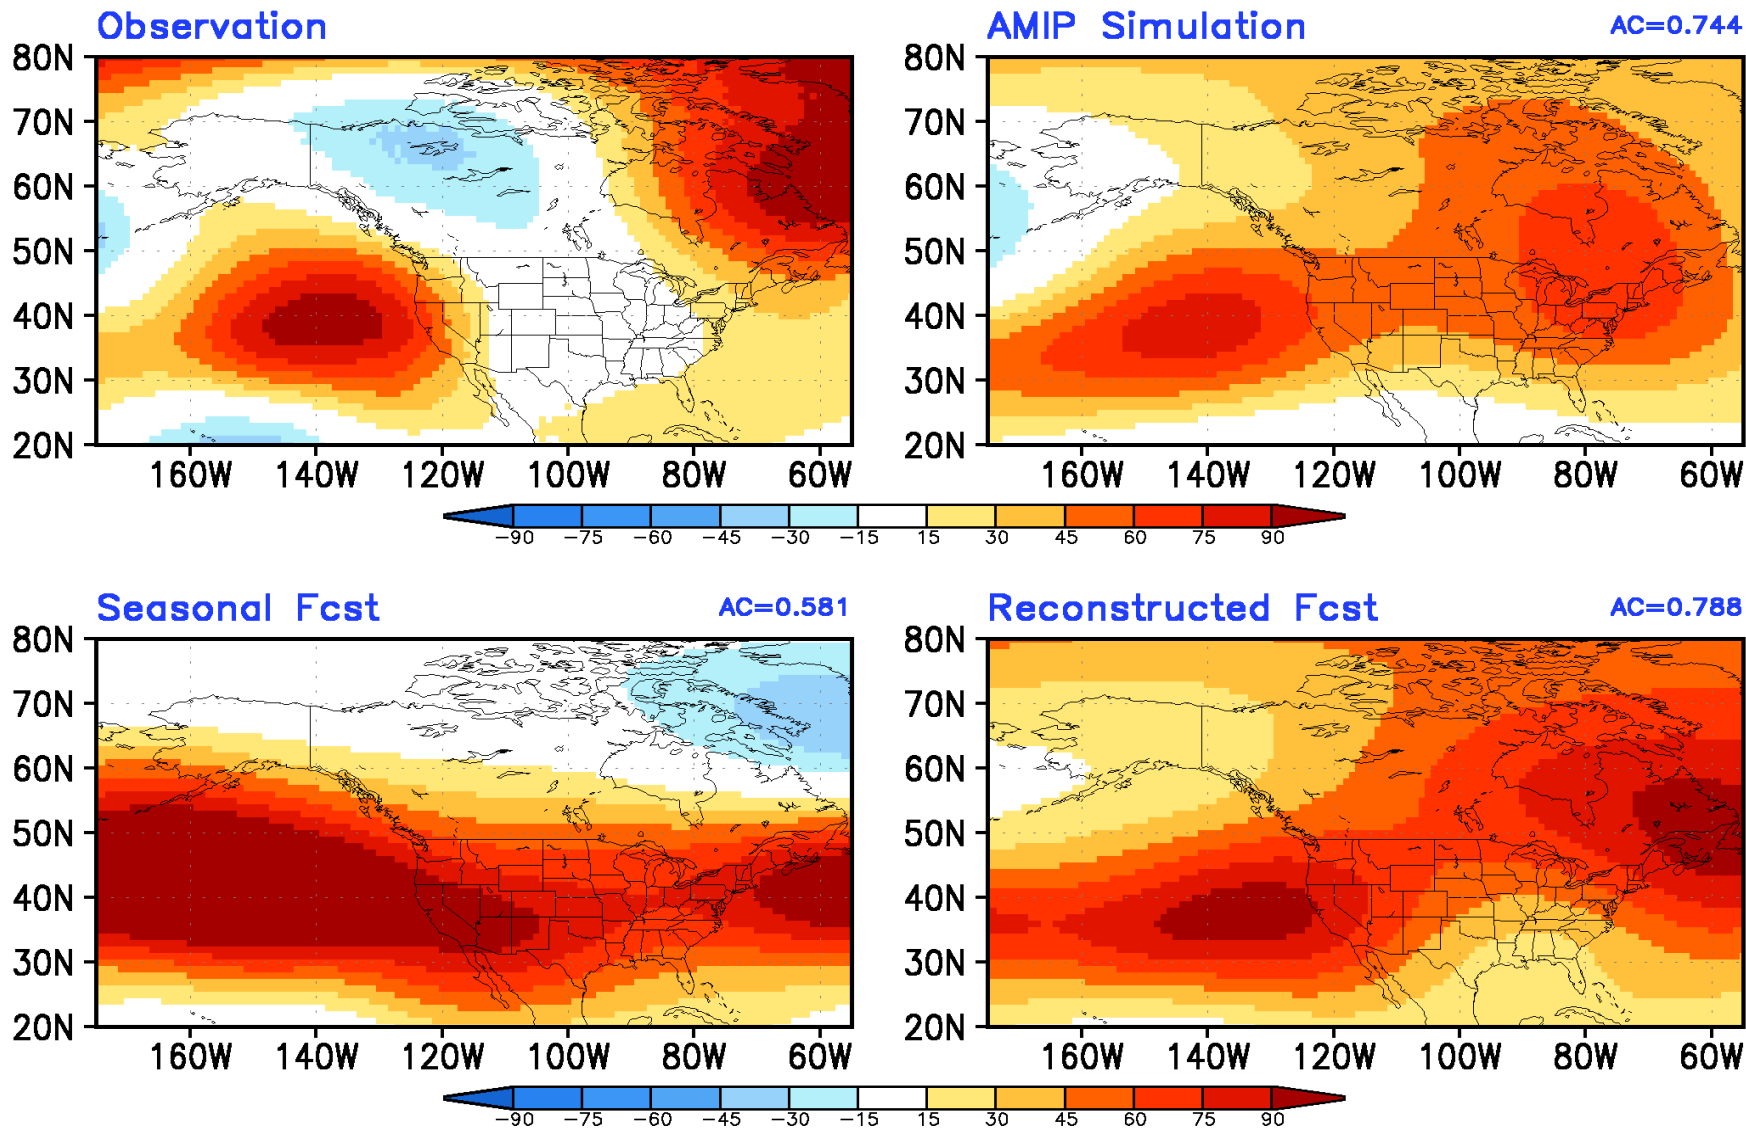 Observation
AMIP Simulation AC=0.744
80N 80N
70N 70N
60N 60N
50N 50N
40N 40N
30N 30N
20N 20N
160W 140W 120W 100W 80W 60W 160W 140W 120W 100W 80W 60W
−90 −75 −60 −45 −30 −15 15 30 45 60 75 90
Seasonal Fcst AC=0.581
Reconstructed Fcst AC=0.788
80N 80N
70N 70N
60N 60N
50N 50N
40N 40N
30N 30N
20N 20N
160W 140W 120W 100W 80W 60W 160W 140W 120W 100W 80W 60W
−90 −75 −60 −45 −30 −15 15 30 45 60 75 90